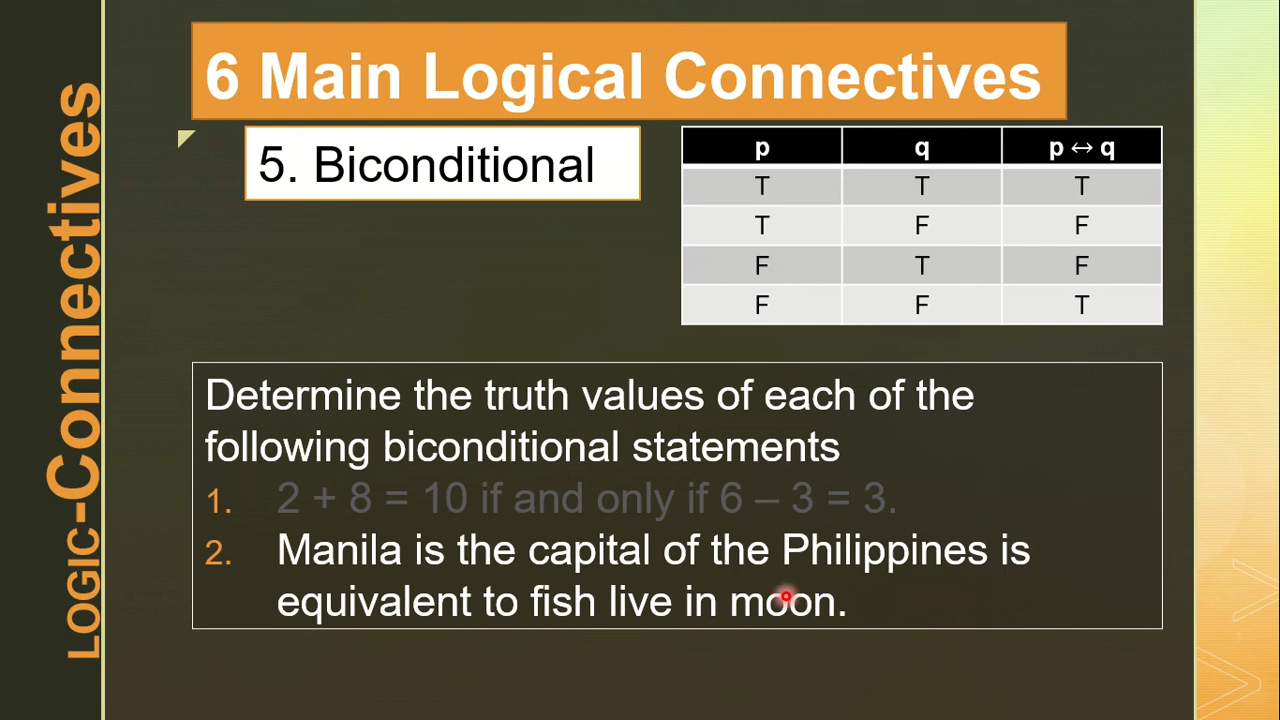 LOGIC-Connectives
6 Main Logical Connectives
5. Biconditional
p q p ↔ q
T T T
T F F
F T F
F F T
Determine the truth values of each of the
following biconditional statements
1. 2 + 8 = 10 if and only if 6 – 3 = 3.
2. Manila is the capital of the Philippines is
equivalent to fish live in moon.